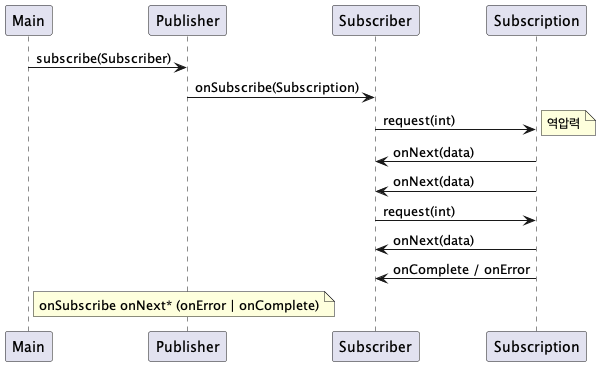 Main Publisher Subscriber Subscription
subscribe(Subscriber)
onSubscribe(Subscription)
request(int)
역압력
onNext(data)
onNext(data)
request(int)
onNext(data)
onComplete / onError
onSubscribe onNext* (onError | onComplete)
Main Publisher Subscriber Subscription